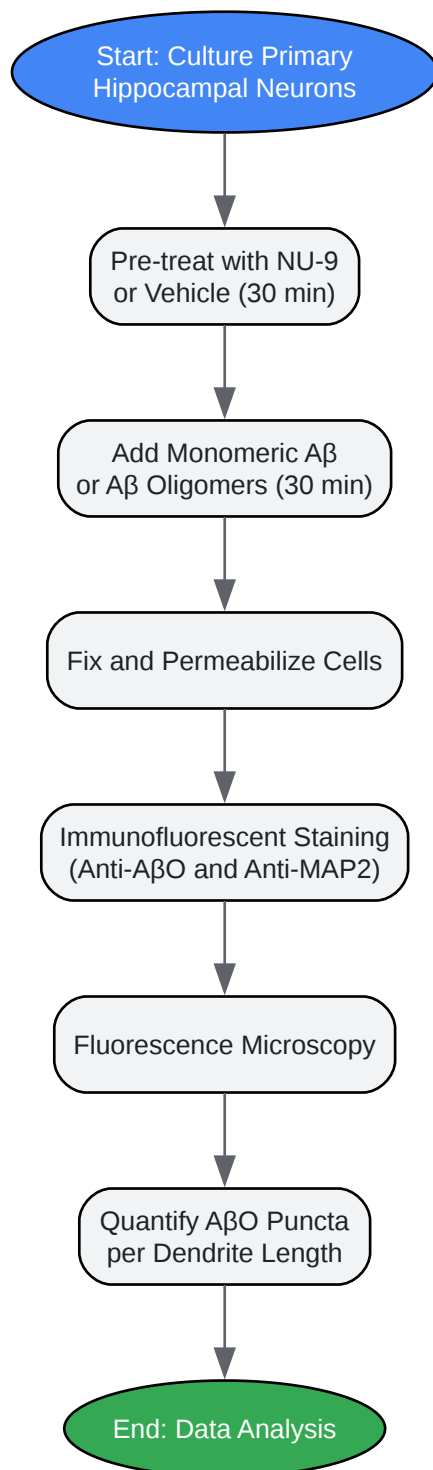 Start: Culture Primary
Hippocampal Neurons
Pre-treat with NU-9
or Vehicle (30 min)
Add Monomeric Aβ
or Aβ Oligomers (30 min)
Fix and Permeabilize Cells
Immunofluorescent Staining
(Anti-AβO and Anti-MAP2)
Fluorescence Microscopy
Quantify AβO Puncta
per Dendrite Length
End: Data Analysis